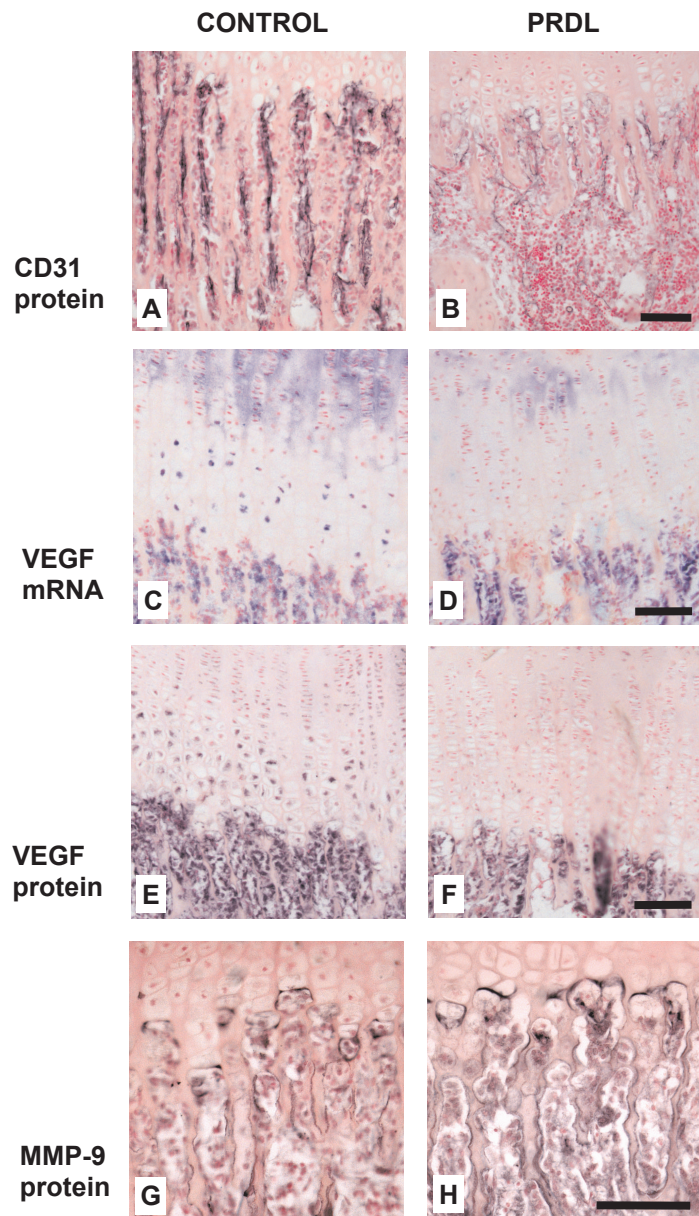 CONTROL PRDL
CD31
protein
A
B
VEGF
mRNA
C
D
VEGF
protein
E
F
MMP-9
protein
G
H